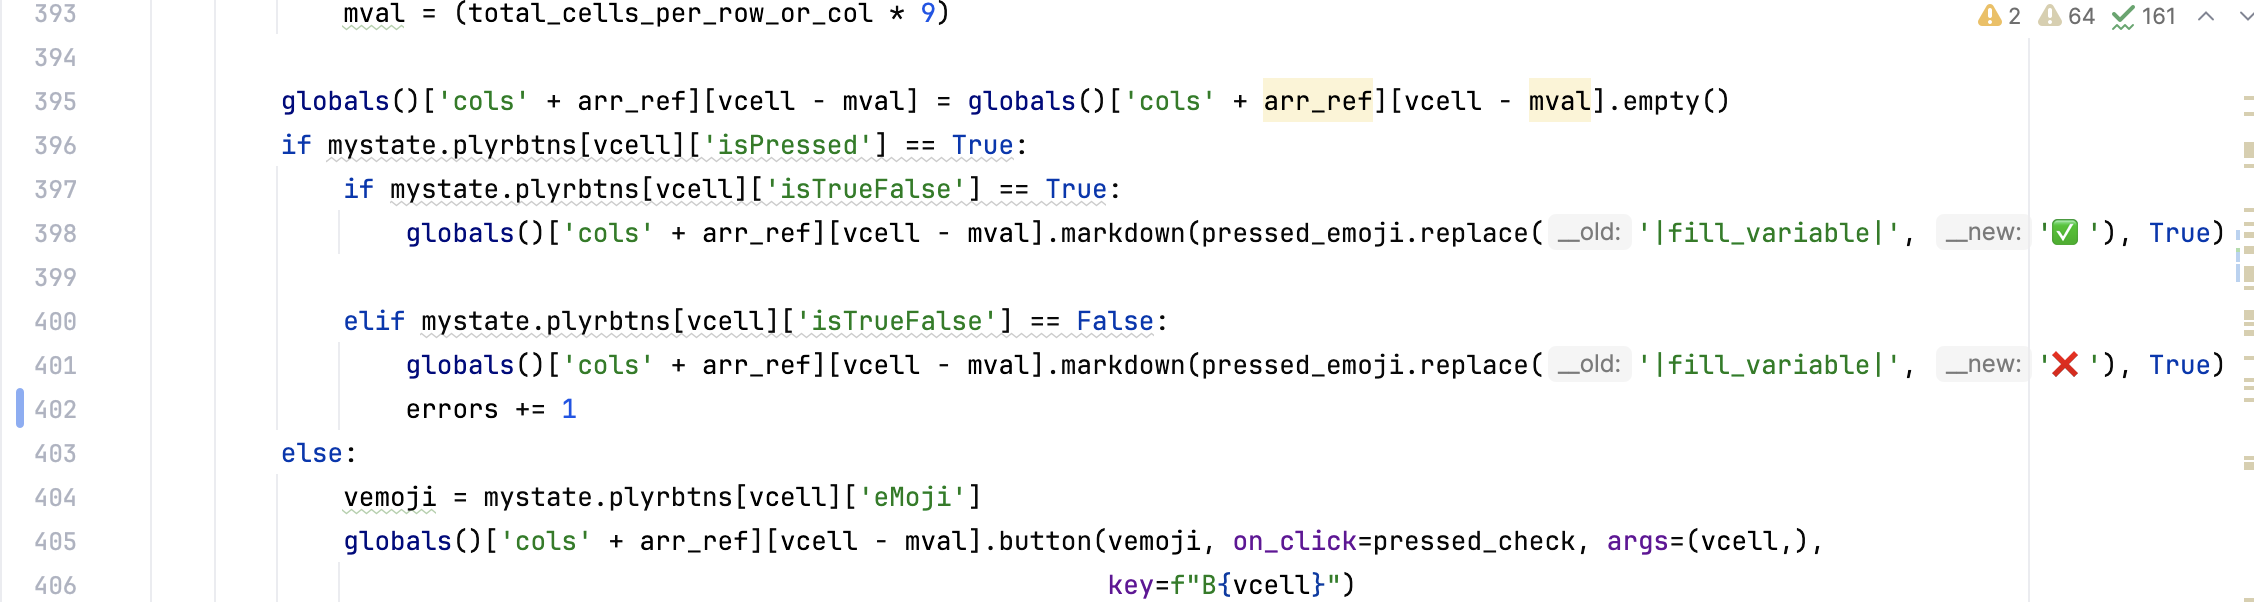 393 mval = (total_cells_per_row_or_col * 9) 2 64 161
394
395 globals()['cols' + arr_ref][vcell - mval] = globals()['cols' + arr_ref][vcell - mval].empty()
396 if mystate.plyrbtns[vcell]['isPressed'] == True:
397 if mystate.plyrbtns[vcell]['isTrueFalse'] == True:
398 globals()['cols' + arr_ref][vcell - mval].markdown(pressed_emoji.replace( __old: '|fill_variable|', __new: '✅ '), True)
399
400 elif mystate.plyrbtns[vcell]['isTrueFalse'] == False:
401 globals()['cols' + arr_ref][vcell - mval].markdown(pressed_emoji.replace( __old: '|fill_variable|', __new: '❌ '), True)
402 errors += 1
403 else:
404 vemoji = mystate.plyrbtns[vcell]['eMoji']
405 globals()['cols' + arr_ref][vcell - mval].button(vemoji, on_click=pressed_check, args=(vcell,),
406 key=f"B{vcell}")